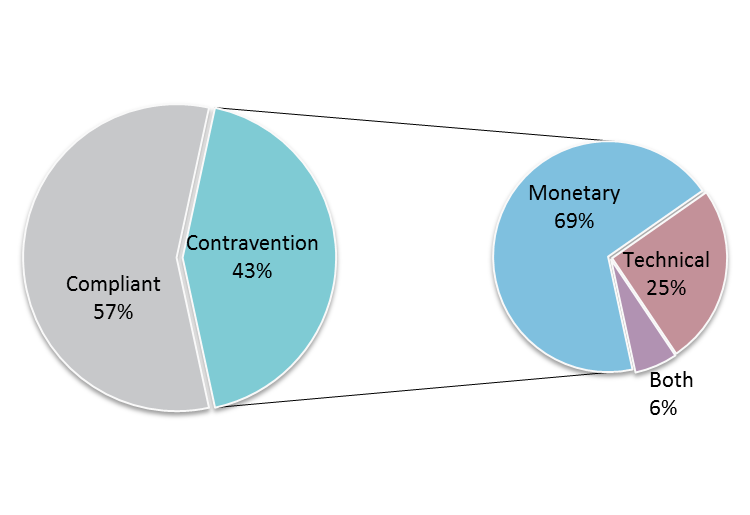 Compliant
57%
Contravention
43%
Monetary
69%
Technical
25%
Both
6%